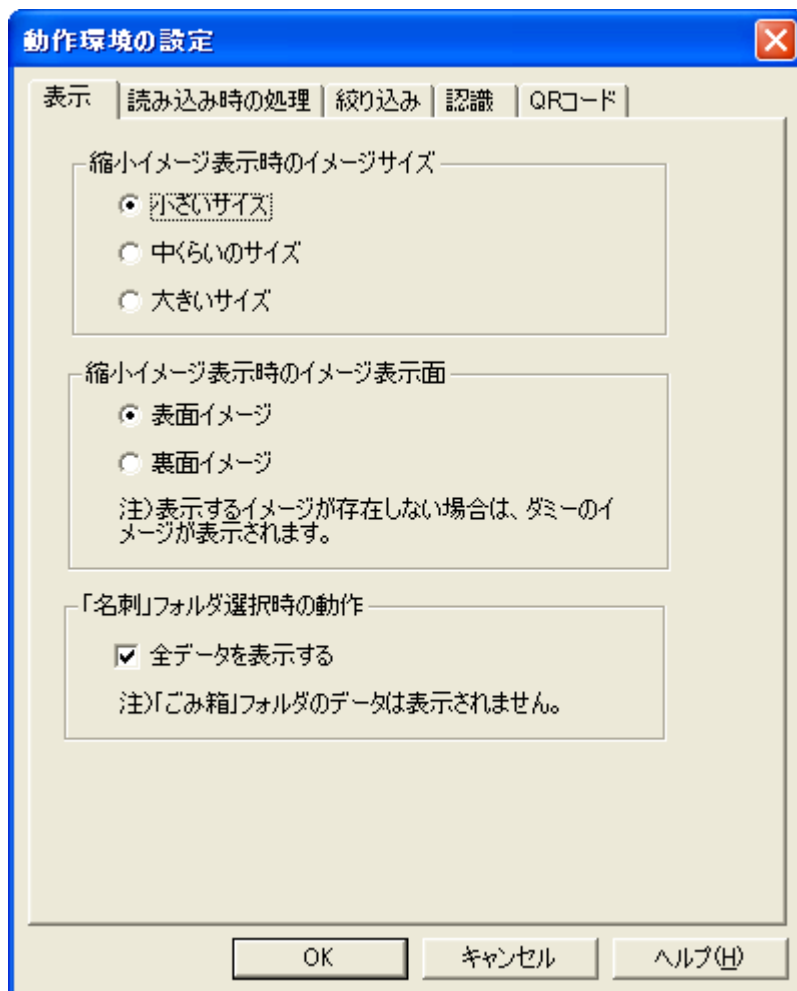 動作環境の設定
表示 読み込み時の処理 絞り込み 認識 QRコード
縮小イメージ表示時のイメージサイズ
小さいサイズ
中くらいのサイズ
大きいサイズ
縮小イメージ表示時のイメージ表示面
表面イメージ
裏面イメージ
注)表示するイメージが存在しない場合は、ダミーのイ
メージが表示されます。
「名刺」フォルダ選択時の動作
全データを表示する
注)「ごみ箱」フォルダのデータは表示されません。
OK キャンセル ヘルプ(H)